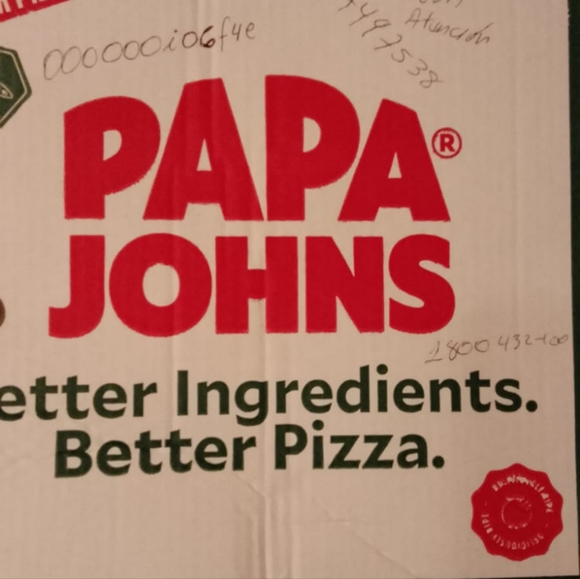 000000i06f4e
Atención
PAPA®
JOHNS
1800 432-100
etter Ingredients.
Better Pizza.